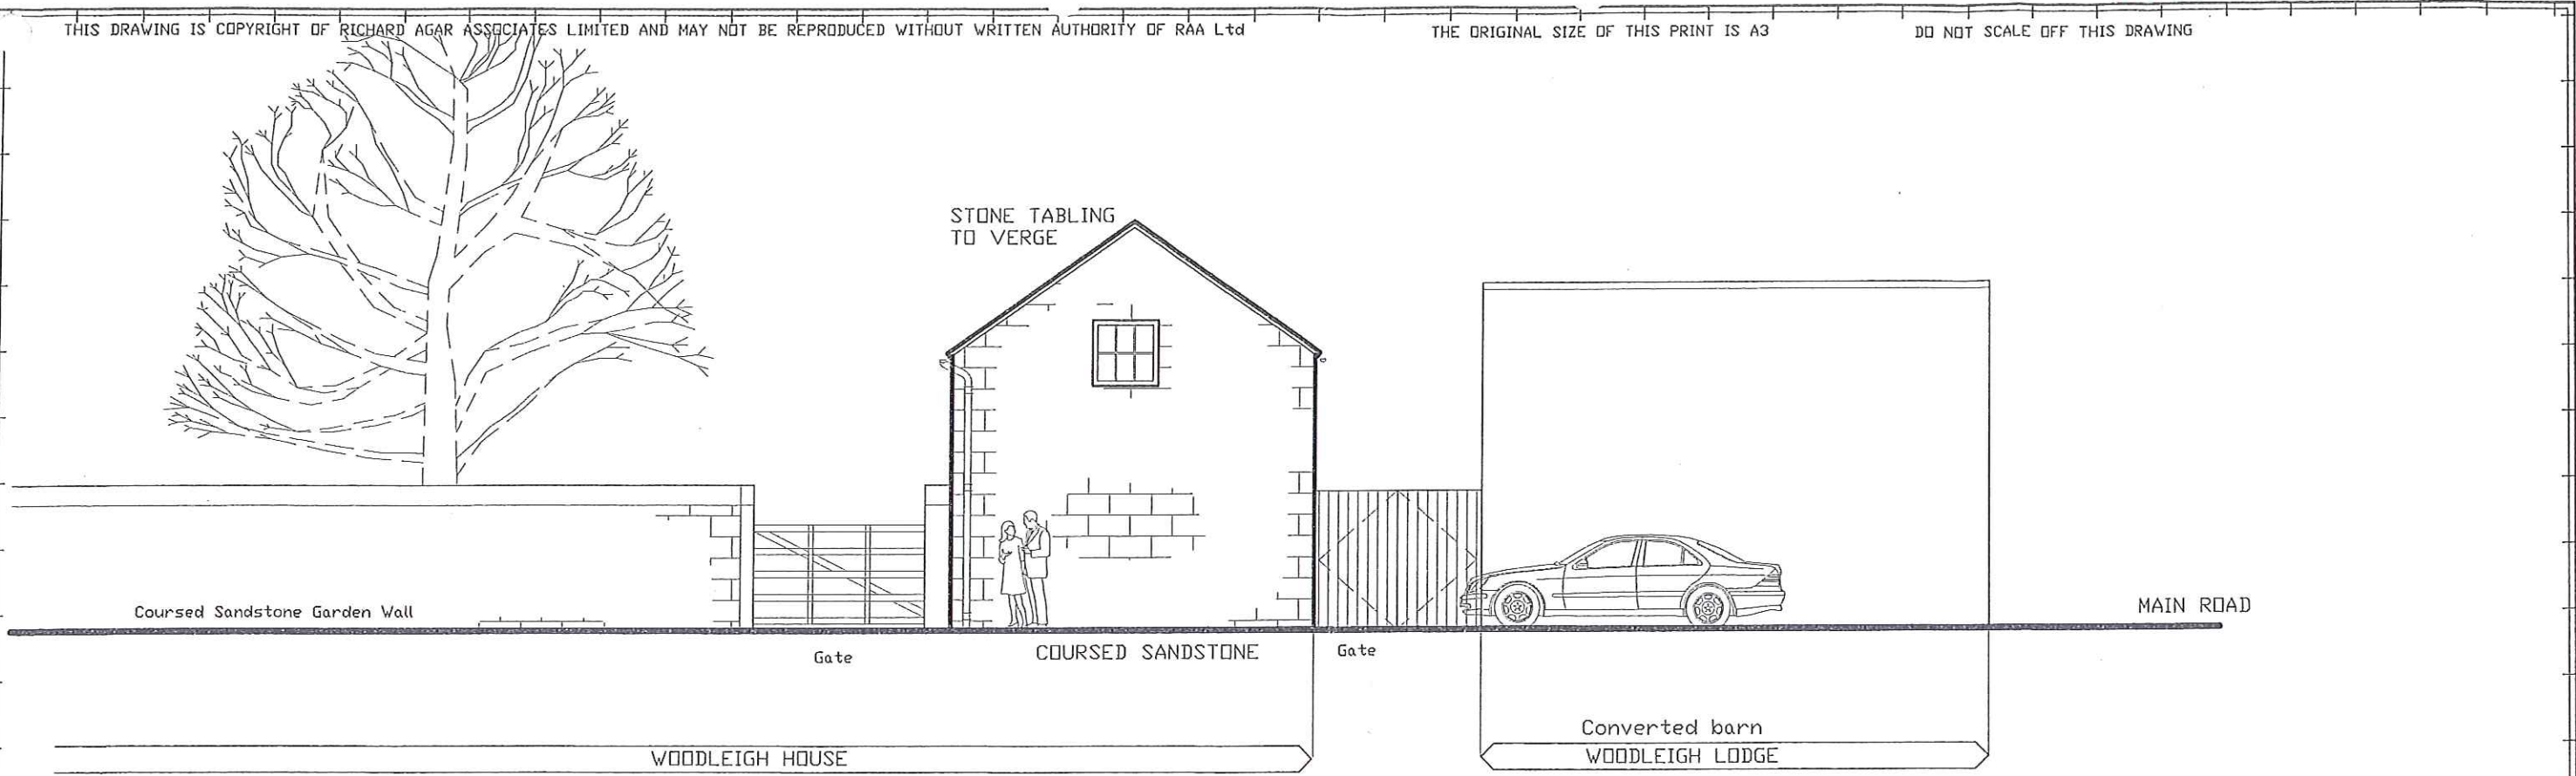 THIS DRAWING IS COPYRIGHT OF RICHARD AGAR ASSOCIATES LIMITED AND MAY NOT BE REPRODUCED WITHOUT WRITTEN AUTHORITY OF RAA Ltd
THE ORIGINAL SIZE OF THIS PRINT IS A3
DO NOT SCALE OFF THIS DRAWING
STONE TABLING
TO VERGE
Coursed Sandstone Garden Wall
MAIN ROAD
Gate
COURSED SANDSTONE
Gate
Converted barn
WOODLEIGH HOUSE
WOODLEIGH LODGE